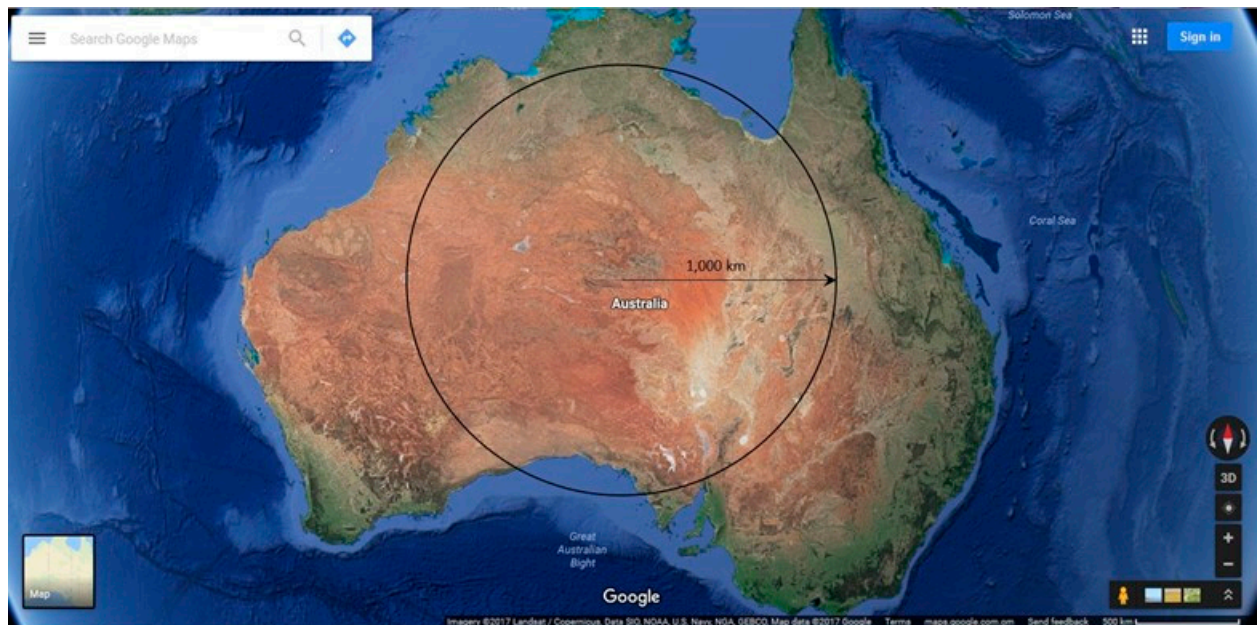 Solomon Sea
Search Google Maps
Sign in
Coral Sea
1,000 km
Australia
3D
Great
Australian
Bight
Map
Google
Imagery ©2017 Landsat / Copernicus, Data SIO, NOAA, U.S. Navy, NGA, GEBCO, Map data ©2017 Google Terms maps.google.com.pn Send feedback 500 km